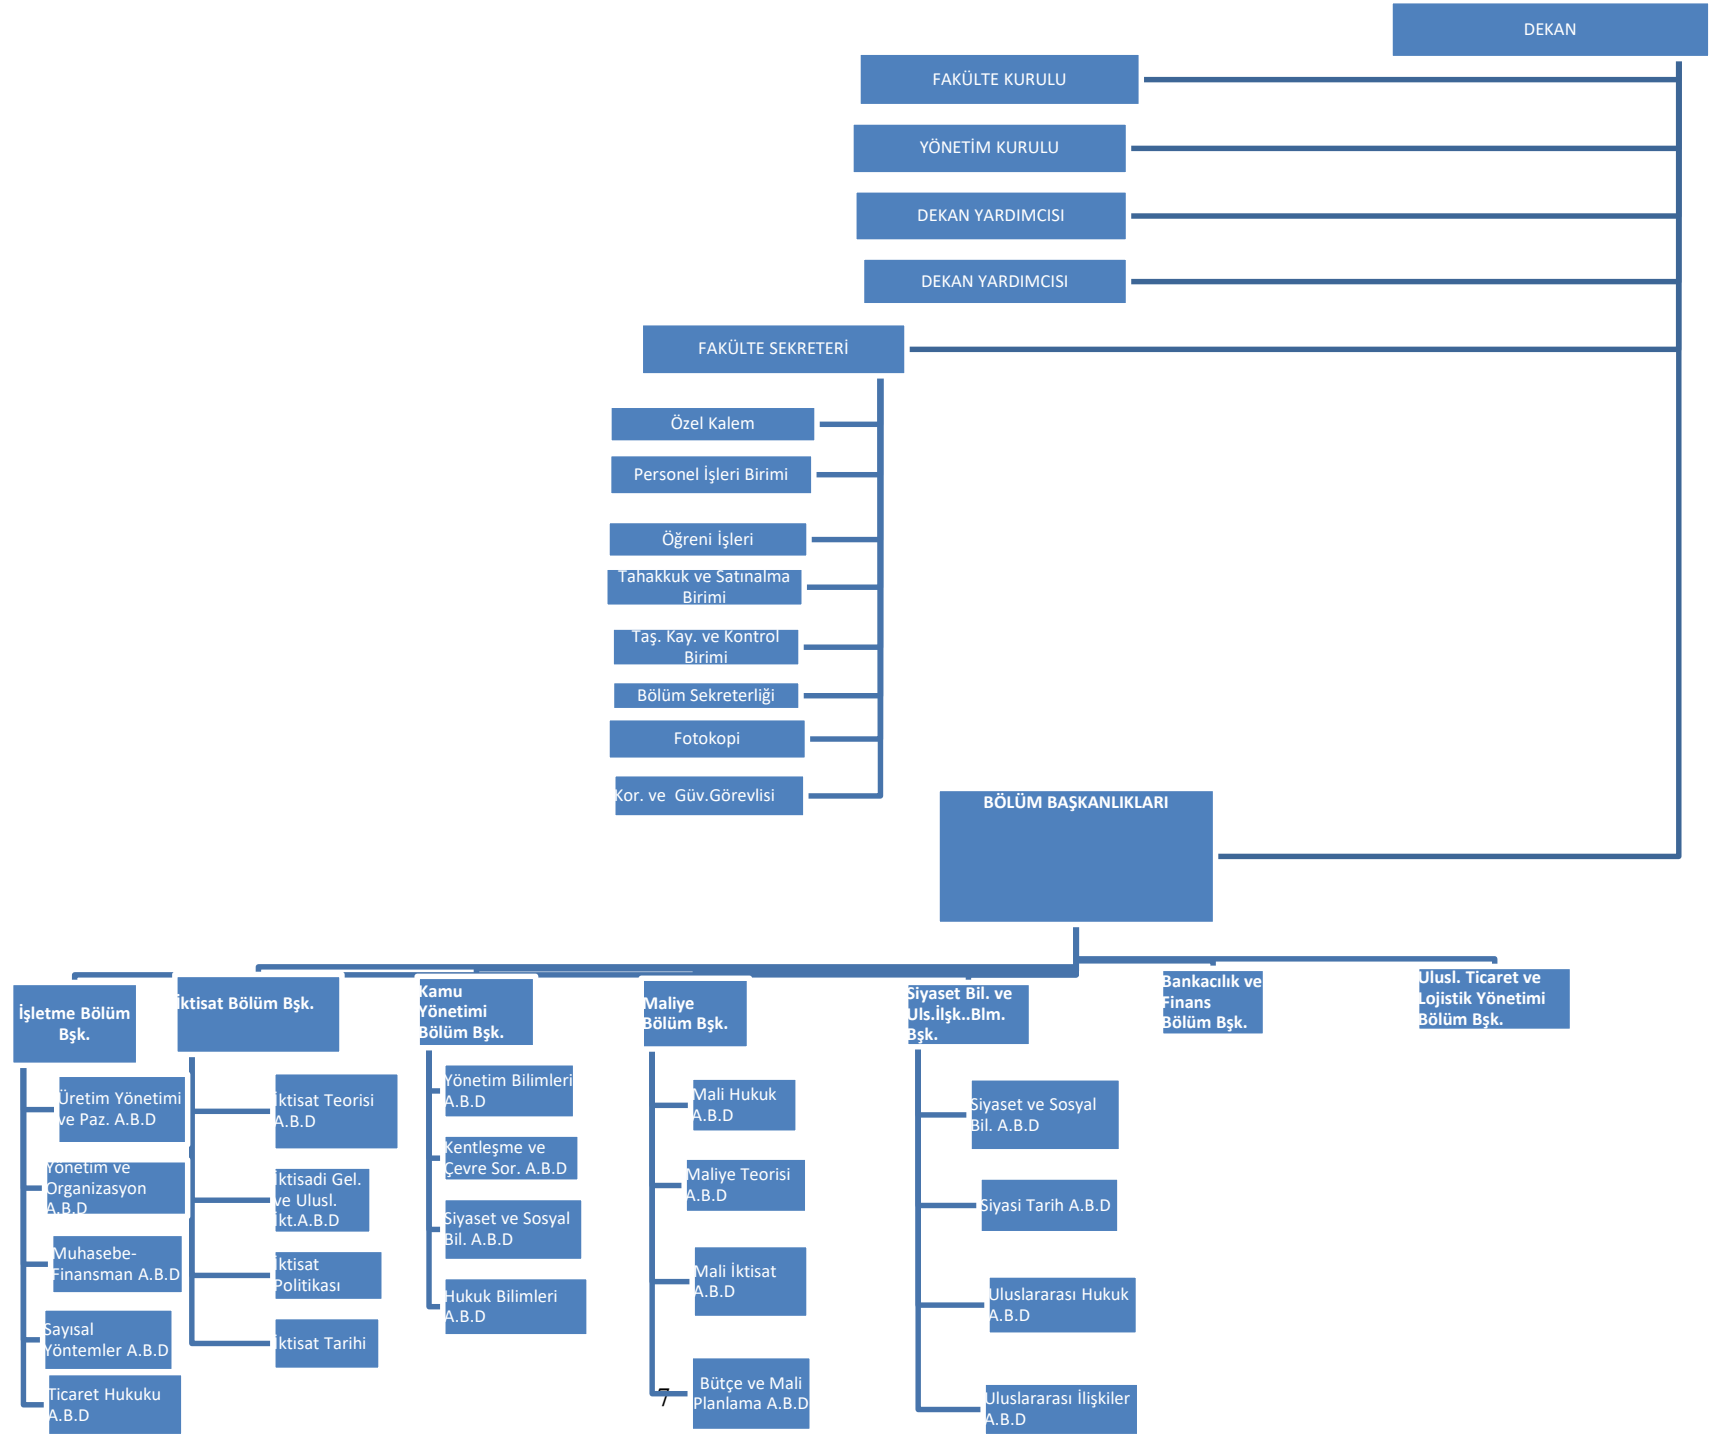 DEKAN
FAKÜLTE KURULU
YÖNETİM KURULU
DEKAN YARDIMCISI
DEKAN YARDIMCISI
FAKÜLTE SEKRETERİ
Özel Kalem
Personel İşleri Birimi
Öğreni İşleri
Tahakkuk ve Satınalma
Birimi
Taş. Kay. ve Kontrol
Birimi
Bölüm Sekreterliği
Fotokopi
Kor. ve Güv.Görevlisi
BÖLÜM BAŞKANLIKLARI
İşletme Bölüm
Bşk.
Üretim Yönetimi
ve Paz. A.B.D
Yönetim ve
Organizasyon
A.B.D
Muhasebe-
Finansman A.B.D
Sayısal
Yöntemler A.B.D
Ticaret Hukuku
A.B.D
İktisat Bölüm Bşk.
İktisat Teorisi
A.B.D
İktisadi Gel.
ve Ulusl.
İkt.A.B.D
İktisat
Politikası
İktisat Tarihi
Kamu
Yönetimi
Bölüm Bşk.
Yönetim Bilimleri
A.B.D
Kentleşme ve
Çevre Sor. A.B.D
Siyaset ve Sosyal
Bil. A.B.D
Hukuk Bilimleri
A.B.D
Maliye
Bölüm Bşk.
Mali Hukuk
A.B.D
Maliye Teorisi
A.B.D
Mali İktisat
A.B.D
Bütçe ve Mali
Planlama A.B.D
Siyaset Bil. ve
Uls.İlşk..Blm.
Bşk.
Siyaset ve Sosyal
Bil. A.B.D
Siyasi Tarih A.B.D
Uluslararası Hukuk
A.B.D
Uluslararası İlişkiler
A.B.D
Bankacılık ve
Finans
Bölüm Bşk.
Ulusl. Ticaret ve
Lojistik Yönetimi
Bölüm Bşk.
7